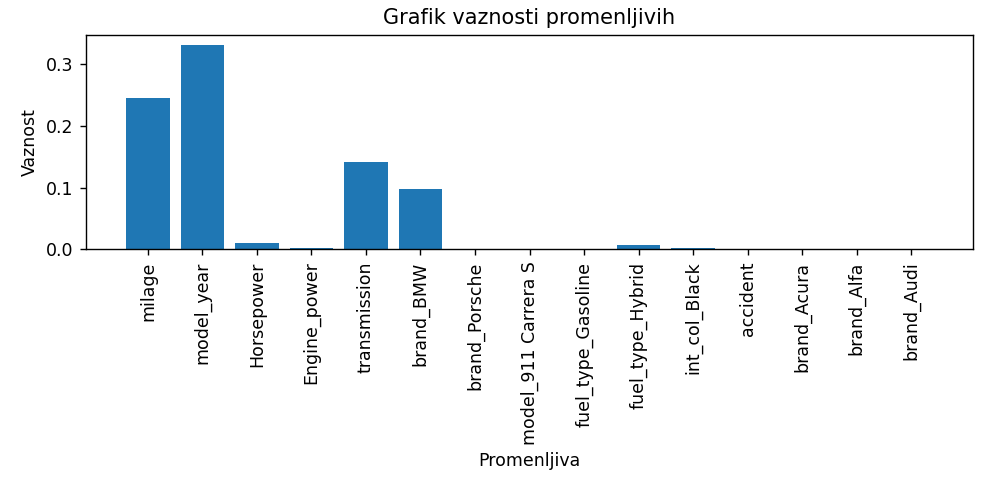 Grafik vaznosti promenljivih
Vaznost
0.3
0.2
0.1
0.0
milage
model_year
Horsepower
Engine_power
transmission
brand_BMW
brand_Porsche
model_911 Carrera S
fuel_type_Gasoline
fuel_type_Hybrid
int_col_Black
accident
brand_Acura
brand_Alfa
brand_Audi
Promenljiva